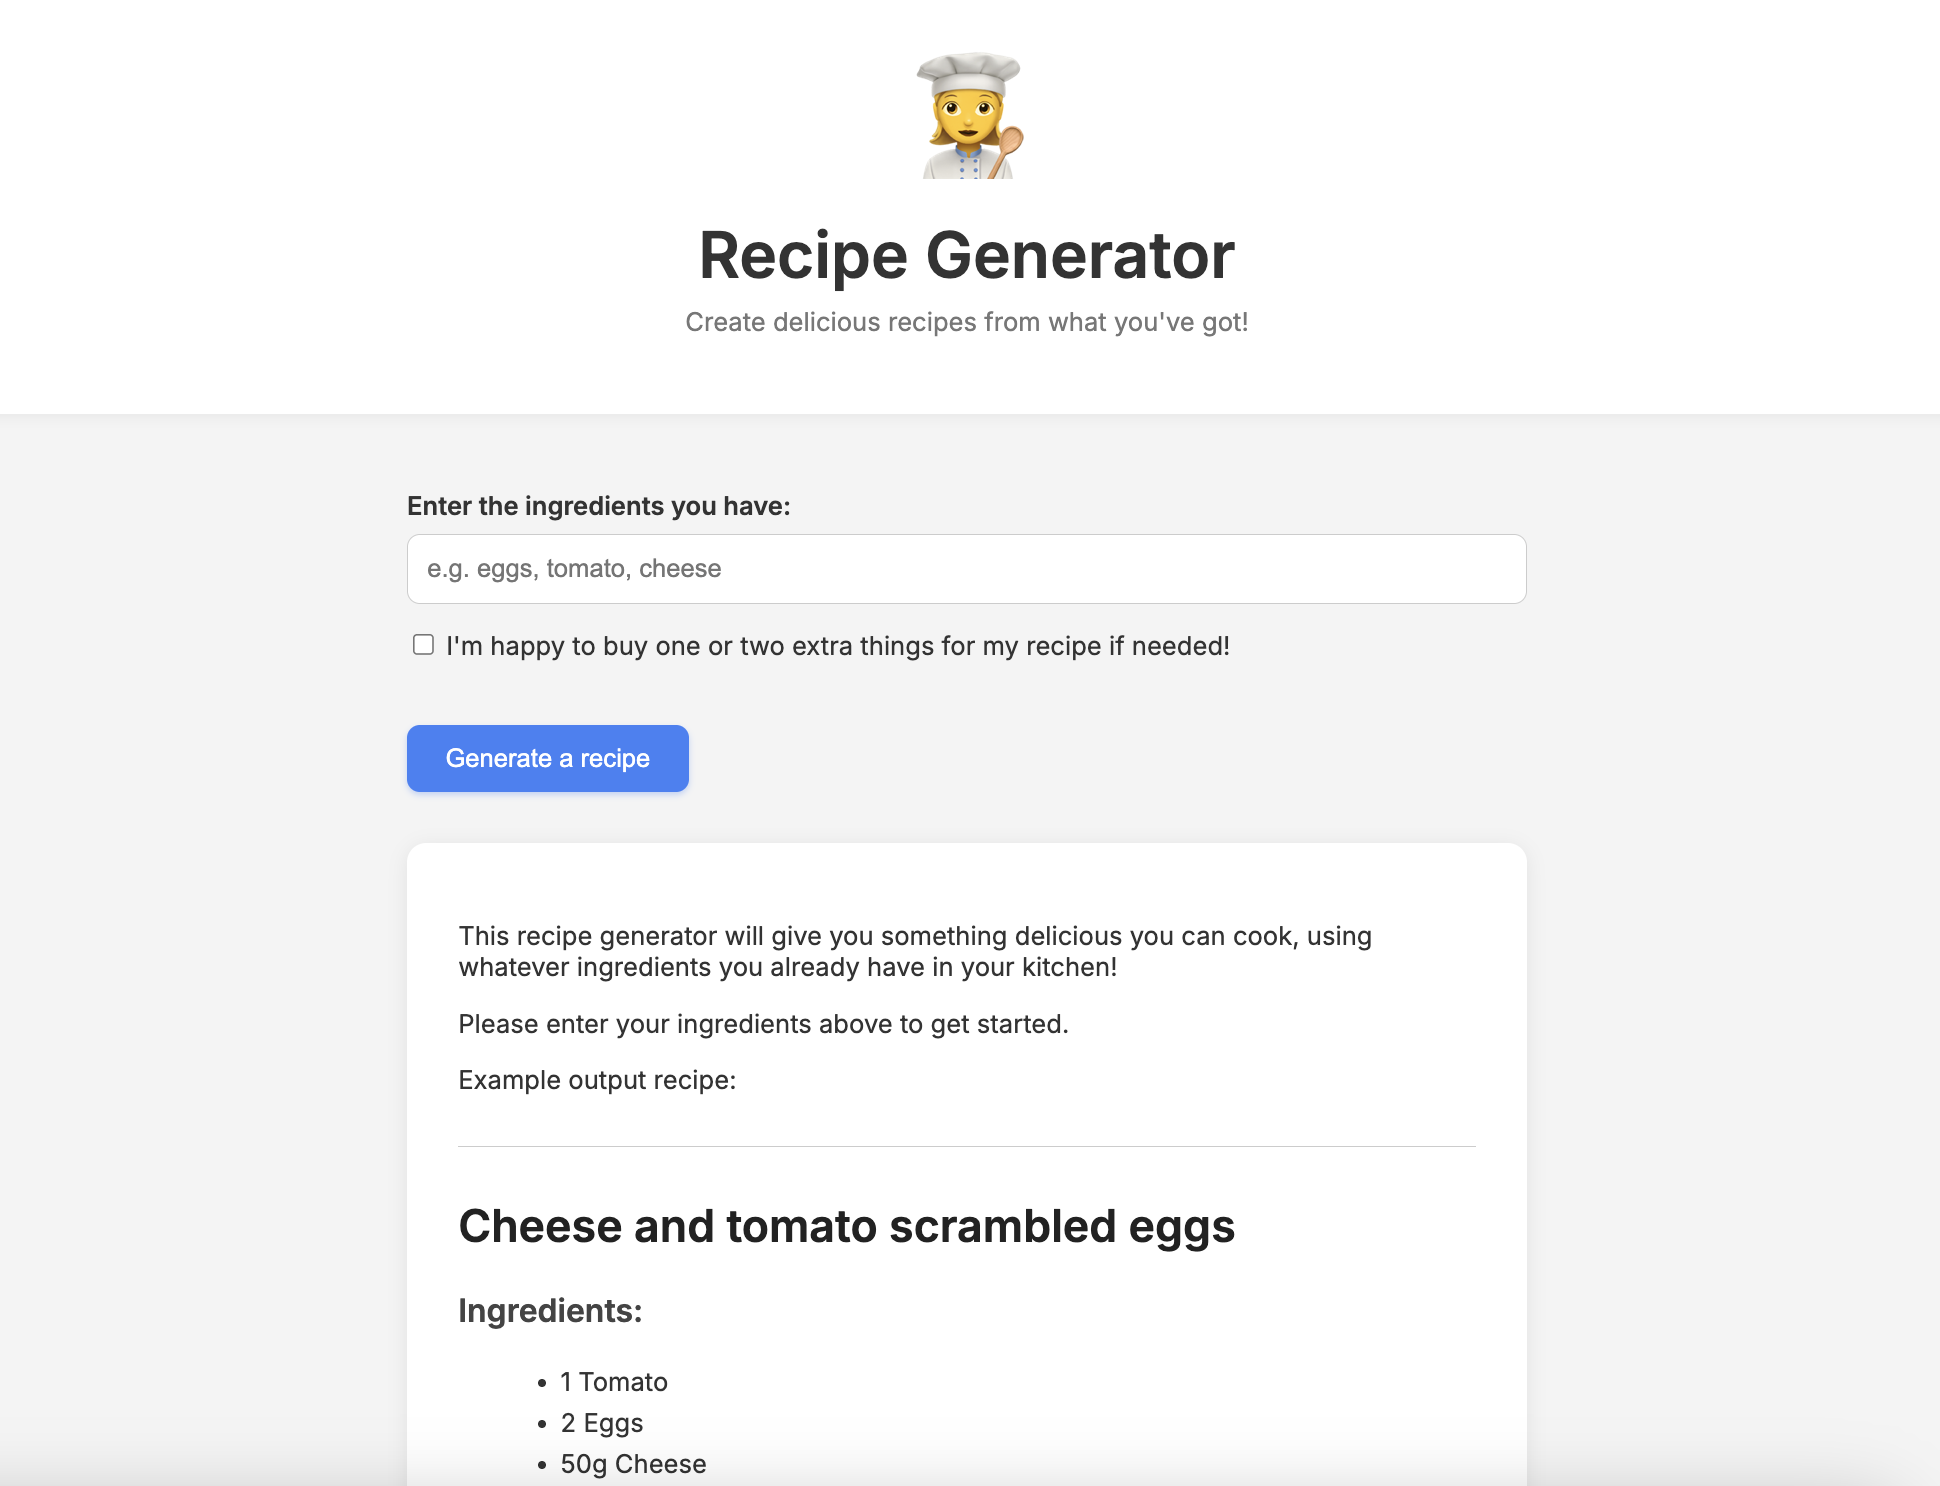 Recipe Generator
Create delicious recipes from what you've got!
Enter the ingredients you have:
e.g. eggs, tomato, cheese
I'm happy to buy one or two extra things for my recipe if needed!
Generate a recipe
This recipe generator will give you something delicious you can cook, using
whatever ingredients you already have in your kitchen!
Please enter your ingredients above to get started.
Example output recipe:
Cheese and tomato scrambled eggs
Ingredients:
• 1 Tomato
• 2 Eggs
• 50g Cheese